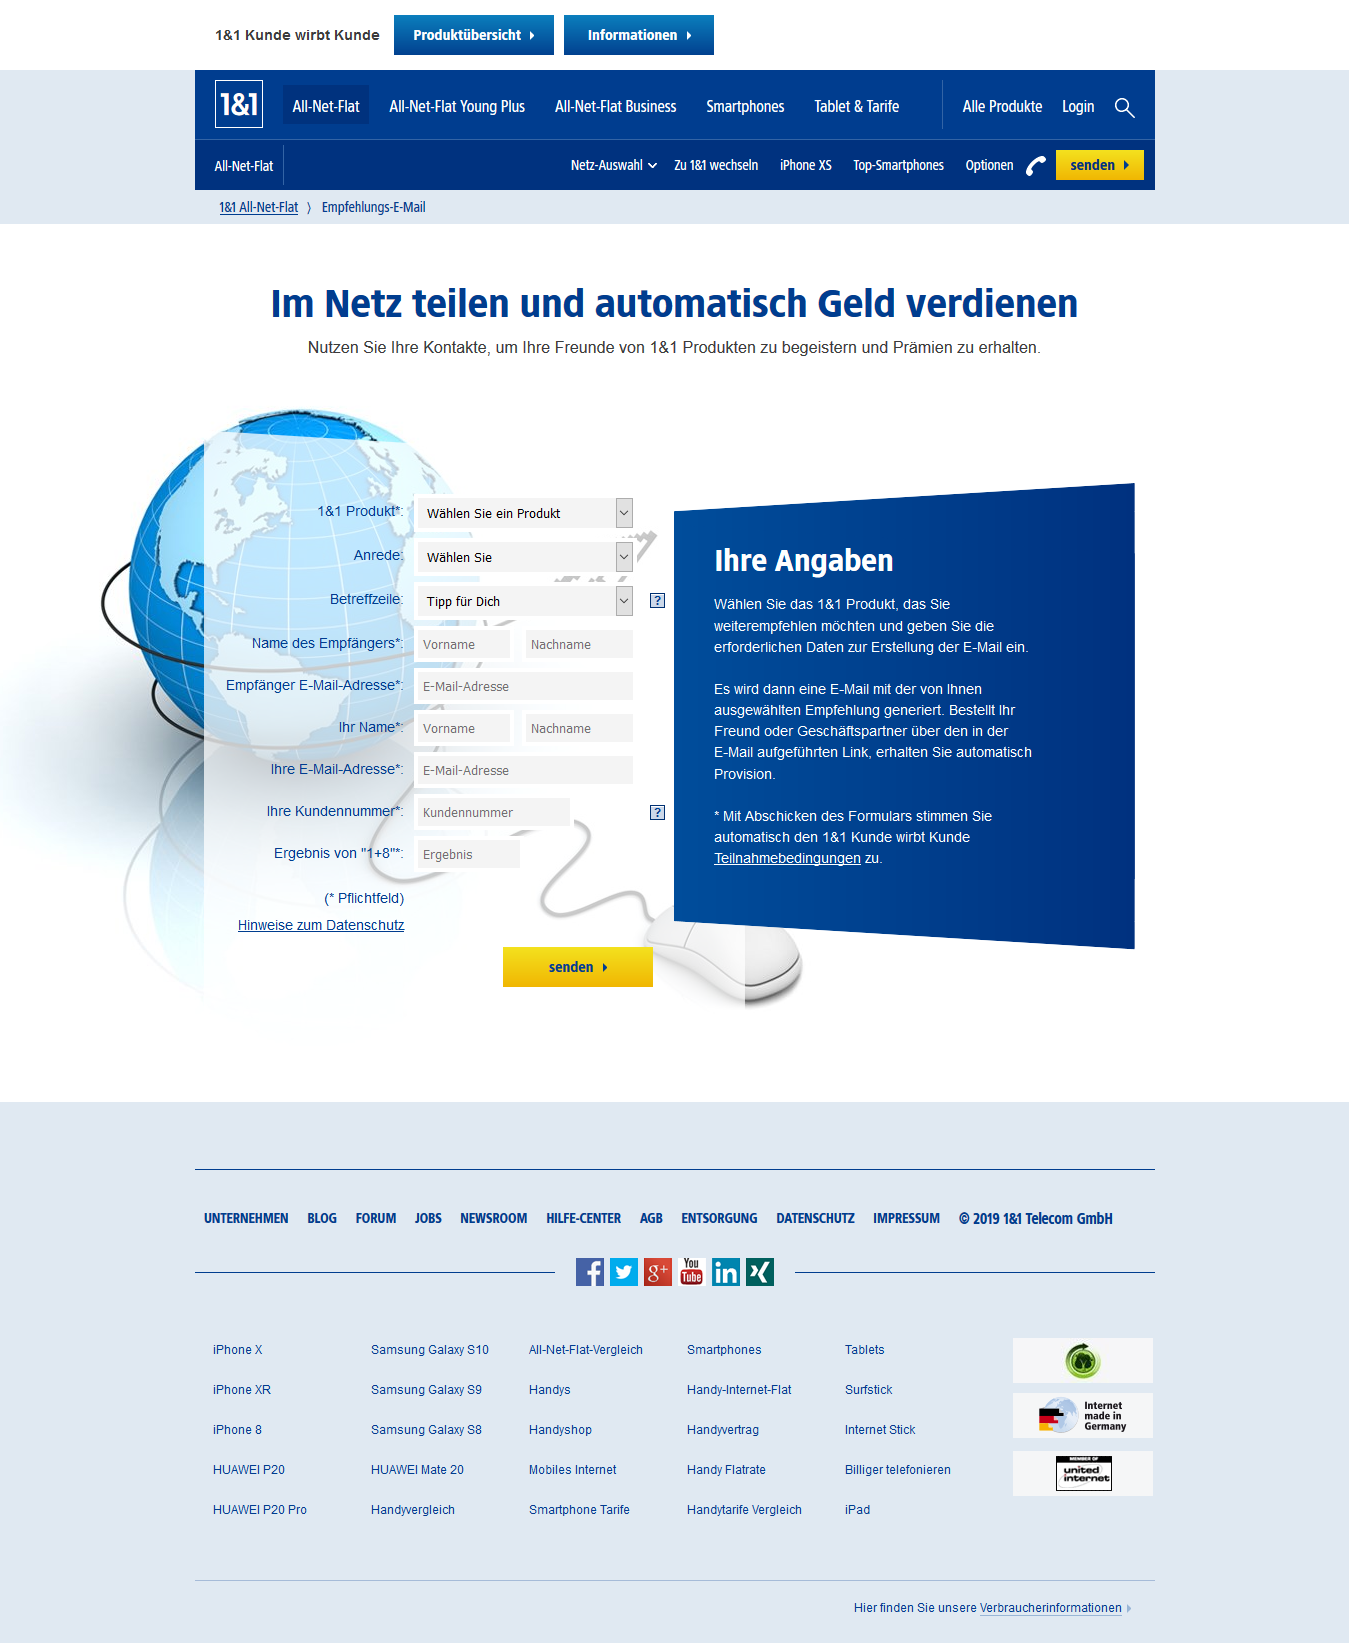 1&1 Kunde wirbt Kunde Produktübersicht Informationen
1&1 All-Net-Flat All-Net-Flat Young Plus All-Net-Flat Business Smartphones Tablet & Tarife Alle Produkte Login
All-Net-Flat Netz-Auswahl Zu 1&1 wechseln iPhone XS Top-Smartphones Optionen senden
1&1 All-Net-Flat Empfehlungs-E-Mail
Im Netz teilen und automatisch Geld verdienen
Nutzen Sie Ihre Kontakte, um Ihre Freunde von 1&1 Produkten zu begeistern und Prämien zu erhalten.
1&1 Produkt*: Wählen Sie ein Produkt
Anrede: Wählen Sie
Betreffzeile: Tipp für Dich ?
Name des Empfängers*: Vorname Nachname
Empfänger E-Mail-Adresse*: E-Mail-Adresse
Ihr Name*: Vorname Nachname
Ihre E-Mail-Adresse*: E-Mail-Adresse
Ihre Kundennummer*: Kundennummer ?
Ergebnis von "1+8"*: Ergebnis
(* Pflichtfeld)
Hinweise zum Datenschutz
senden
Ihre Angaben
Wählen Sie das 1&1 Produkt, das Sie
weiterempfehlen möchten und geben Sie die
erforderlichen Daten zur Erstellung der E-Mail ein.
Es wird dann eine E-Mail mit der von Ihnen
ausgewählten Empfehlung generiert. Bestellt Ihr
Freund oder Geschäftspartner über den in der
E-Mail aufgeführten Link, erhalten Sie automatisch
Provision.
* Mit Abschicken des Formulars stimmen Sie
automatisch den 1&1 Kunde wirbt Kunde
Teilnahmebedingungen zu.
UNTERNEHMEN BLOG FORUM JOBS NEWSROOM HILFE-CENTER AGB ENTSORGUNG DATENSCHUTZ IMPRESSUM © 2019 1&1 Telecom GmbH
f g+ You Tube in
iPhone X Samsung Galaxy S10 All-Net-Flat-Vergleich Smartphones Tablets
iPhone XR Samsung Galaxy S9 Handys Handy-Internet-Flat Surfstick
iPhone 8 Samsung Galaxy S8 Handyshop Handyvertrag Internet Stick
HUAWEI P20 HUAWEI Mate 20 Mobiles Internet Handy Flatrate Billiger telefonieren
HUAWEI P20 Pro Handyvergleich Smartphone Tarife Handytarife Vergleich iPad
Internet
made in
Germany
MEMBER OF
united
internet
Hier finden Sie unsere Verbraucherinformationen